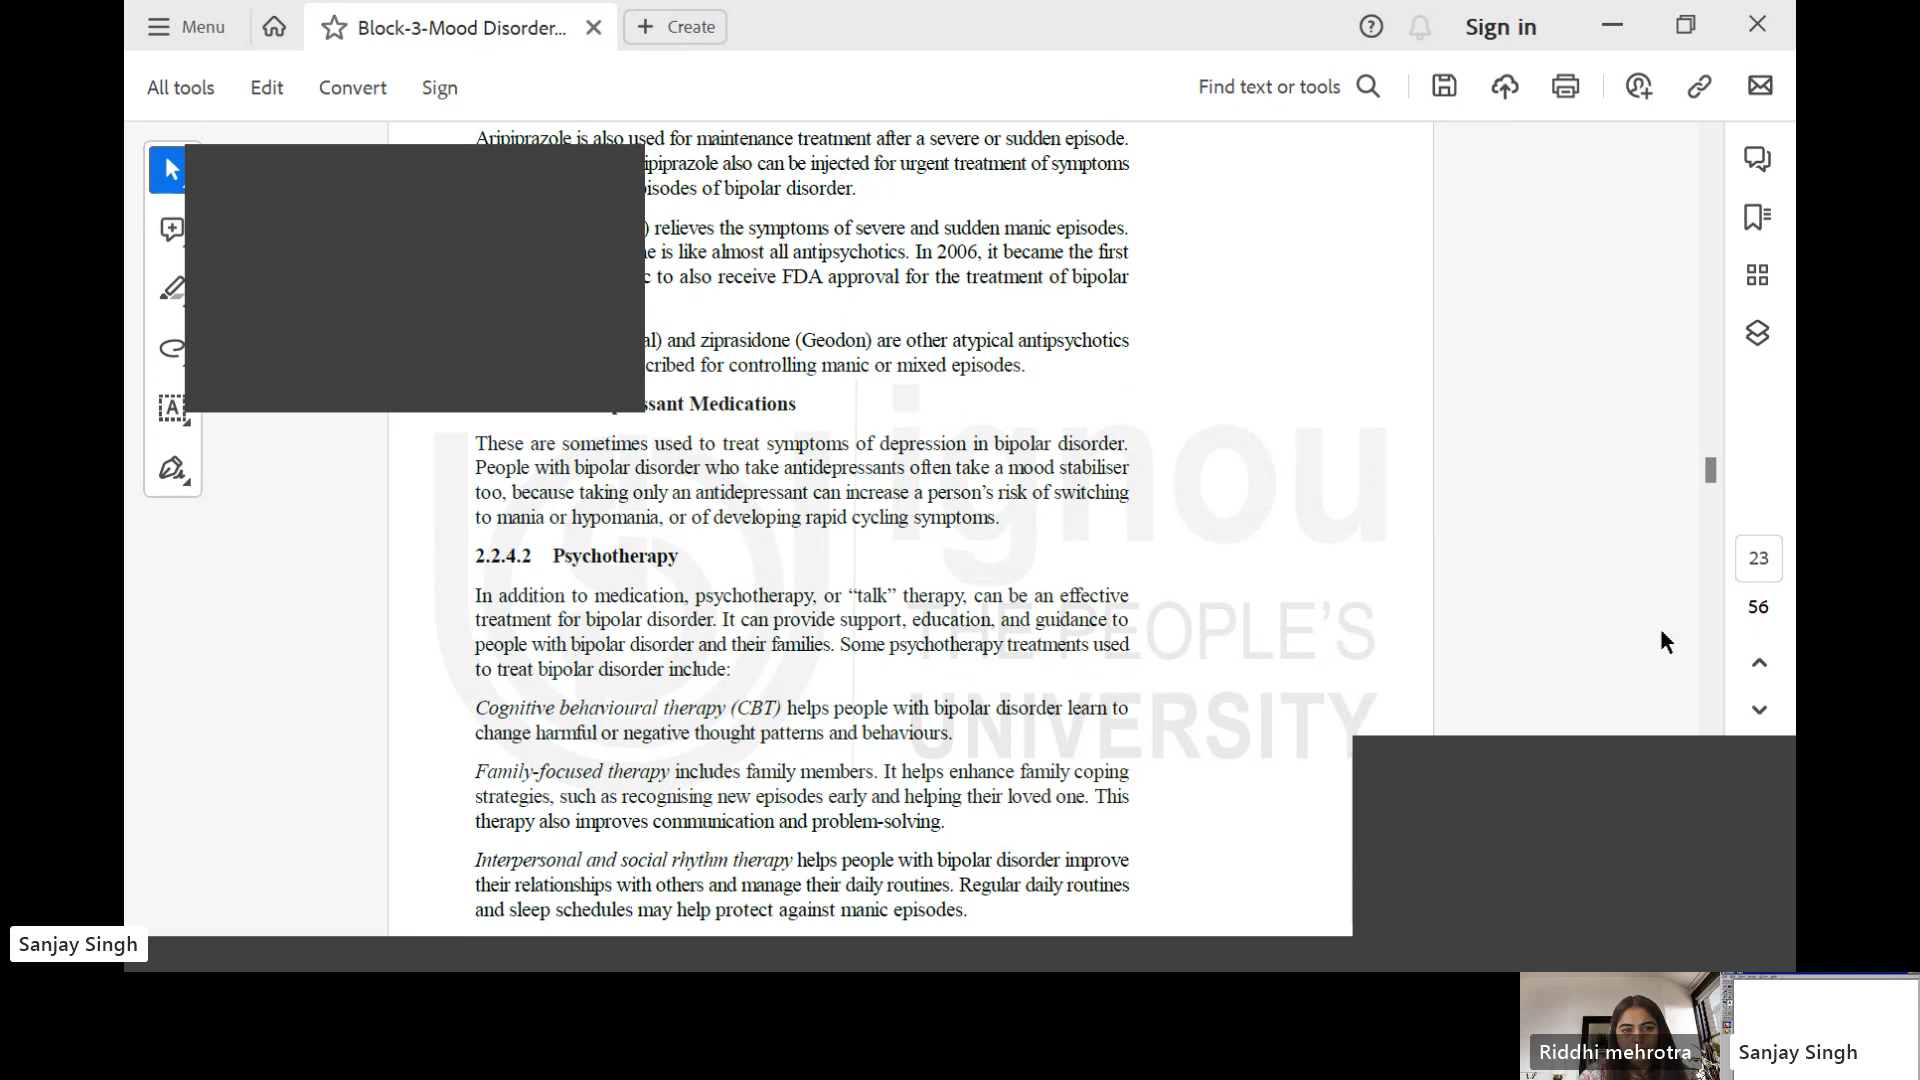 Menu
Block-3-Mood Disorder...
Create
Sign in
All tools
Edit
Convert
Sign
Find text or tools
Aripiprazole is also used for maintenance treatment after a severe or sudden episode.
ipiprazole also can be injected for urgent treatment of symptoms
isodes of bipolar disorder.
) relieves the symptoms of severe and sudden manic episodes.
e is like almost all antipsychotics. In 2006, it became the first
c to also receive FDA approval for the treatment of bipolar
al) and ziprasidone (Geodon) are other atypical antipsychotics
cribed for controlling manic or mixed episodes.
ssant Medications
These are sometimes used to treat symptoms of depression in bipolar disorder.
People with bipolar disorder who take antidepressants often take a mood stabiliser
too, because taking only an antidepressant can increase a person's risk of switching
to mania or hypomania, or of developing rapid cycling symptoms.
2.2.4.2 Psychotherapy
In addition to medication, psychotherapy, or “talk” therapy, can be an effective
treatment for bipolar disorder. It can provide support, education, and guidance to
people with bipolar disorder and their families. Some psychotherapy treatments used
to treat bipolar disorder include:
Cognitive behavioural therapy (CBT) helps people with bipolar disorder learn to
change harmful or negative thought patterns and behaviours.
Family-focused therapy includes family members. It helps enhance family coping
strategies, such as recognising new episodes early and helping their loved one. This
therapy also improves communication and problem-solving.
Interpersonal and social rhythm therapy helps people with bipolar disorder improve
their relationships with others and manage their daily routines. Regular daily routines
and sleep schedules may help protect against manic episodes.
ignou
THE PEOPLE'S
UNIVERSITY
23
56
Sanjay Singh
Riddhi mehrotra
Sanjay Singh